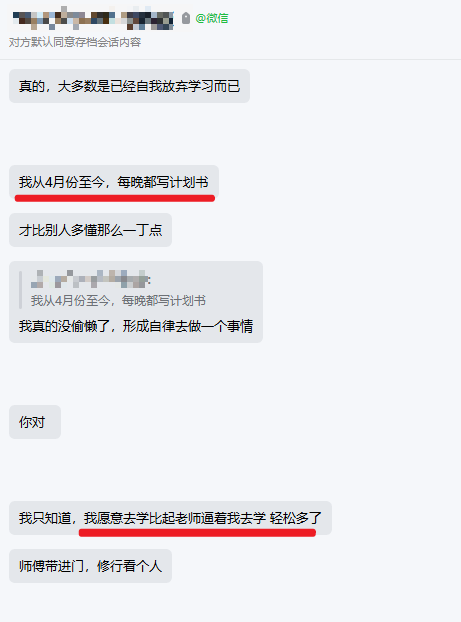 @微信
对方默认同意存档会话内容
真的，大多数是已经自我放弃学习而已
我从4月份至今，每晚都写计划书
才比别人多懂那么一丁点
我从4月份至今，每晚都写计划书
我真的没偷懒了，形成自律去做一个事情
你对
我只知道，我愿意去学比起老师逼着我去学 轻松多了
师傅带进门，修行看个人